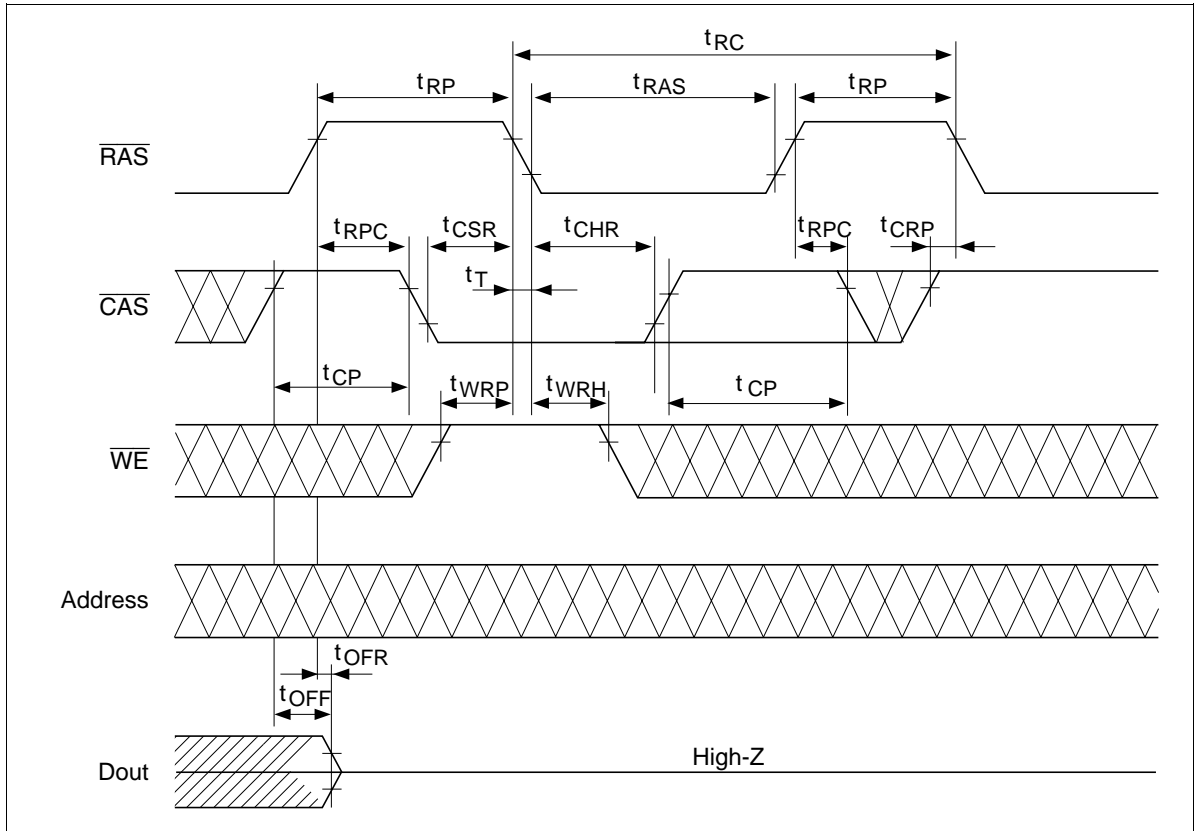 tRC
tRP tRAS tRP
RAS
tRPC tCSR tCHR tRPC tCRP
CAS
tT
tCP tWRP tWRH tCP
WE
Address
tOFR
tOFF
High-Z
Dout